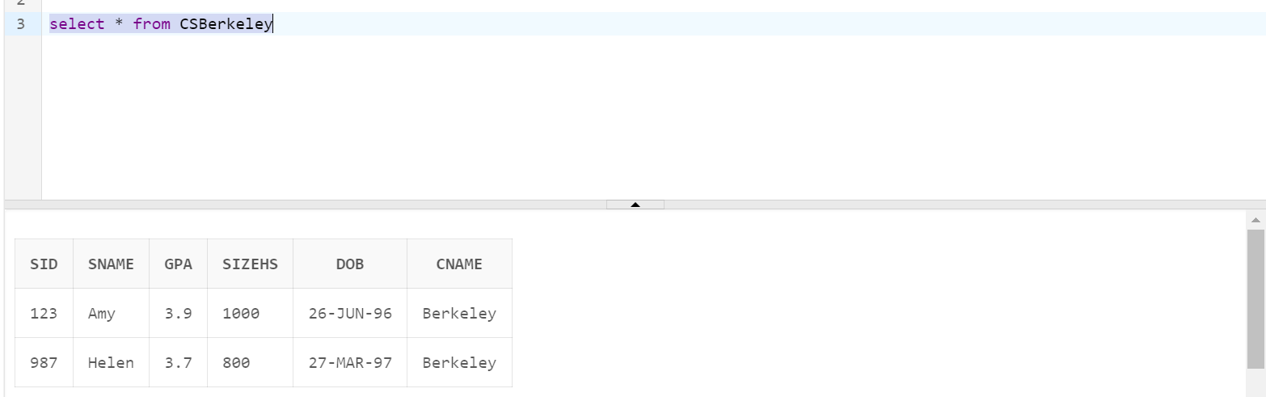 2
3 select * from CSBerkeley
SID SNAME GPA SIZEHS DOB CNAME
123 Amy 3.9 1000 26-JUN-96 Berkeley
987 Helen 3.7 800 27-MAR-97 Berkeley